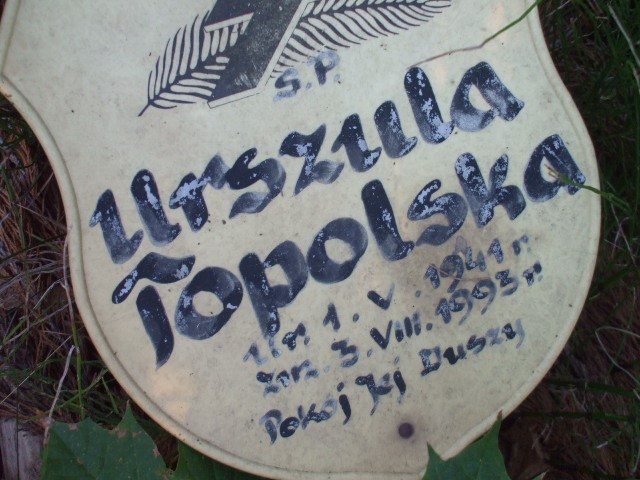 Ś.P.
Urszula
Topolska
ur. 1. V. 1941 r.
zm. 3. VIII. 1993 r.
Pokój Jej Duszy